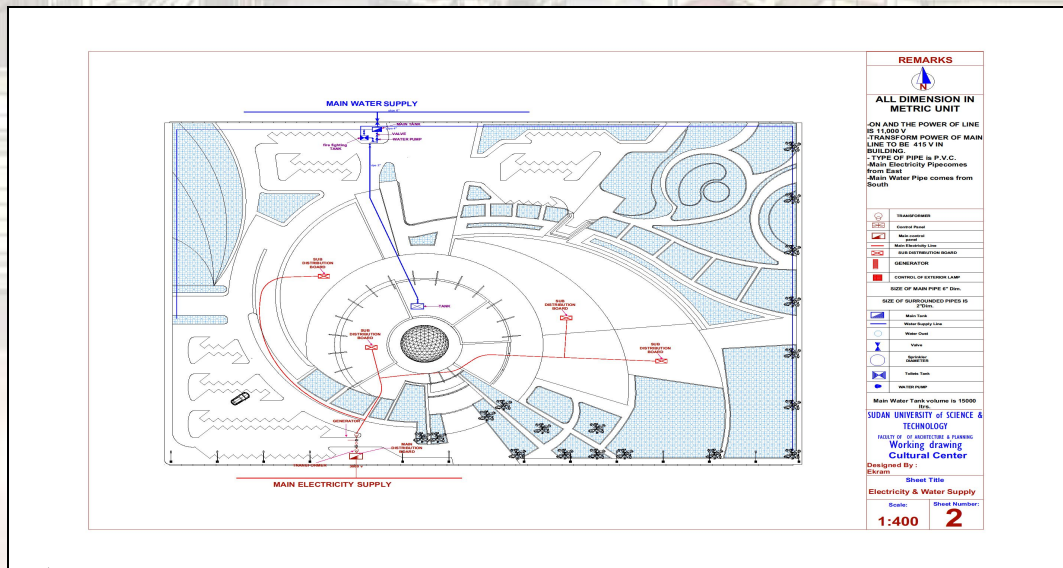 MAIN WATER SUPPLY
MAIN TANK
VALVE
WATER PUMP
fire fighting
TANK
SUB
DISTRIBUTION
BOARD
TANK
SUB
DISTRIBUTION
BOARD
SUB
DISTRIBUTION
BOARD
SUB
DISTRIBUTION
BOARD
GENERATOR
MAIN
DISTRIBUTION
BOARD
TRANSFORMER
MAIN ELECTRICITY SUPPLY
REMARKS
N
ALL DIMENSION IN
METRIC UNIT
-ON AND THE POWER OF LINE
IS 11,000 V
-TRANSFORM POWER OF MAIN
LINE TO BE 415 V IN
BUILDING.
- TYPE OF PIPE is P.V.C.
-Main Electricity Pipecomes
from East
-Main Water Pipe comes from
South
TRANSFORMER
Control Panel
Main control
panel
Main Electricity Line
SUB DISTRIBUTION BOARD
GENERATOR
CONTROL OF EXTERIOR LAMP
SIZE OF MAIN PIPE 6" Dim.
SIZE OF SURROUNDED PIPES IS
2"Dim.
Main Tank
Water Supply Line
Water Cool
Valve
Sprinkler
DIAMETER
Toilets Tank
WATER PUMP
Main Water Tank volume is 15000
ltrs.
SUDAN UNIVERSITY of SCIENCE &
TECHNOLOGY
FACULTY OF OF ARCHITECTURE & PLANNING
Working drawing
Cultural Center
Designed By :
Ekram
Sheet Title
Electricity & Water Supply
Scale:
1:400
Sheet Number:
2